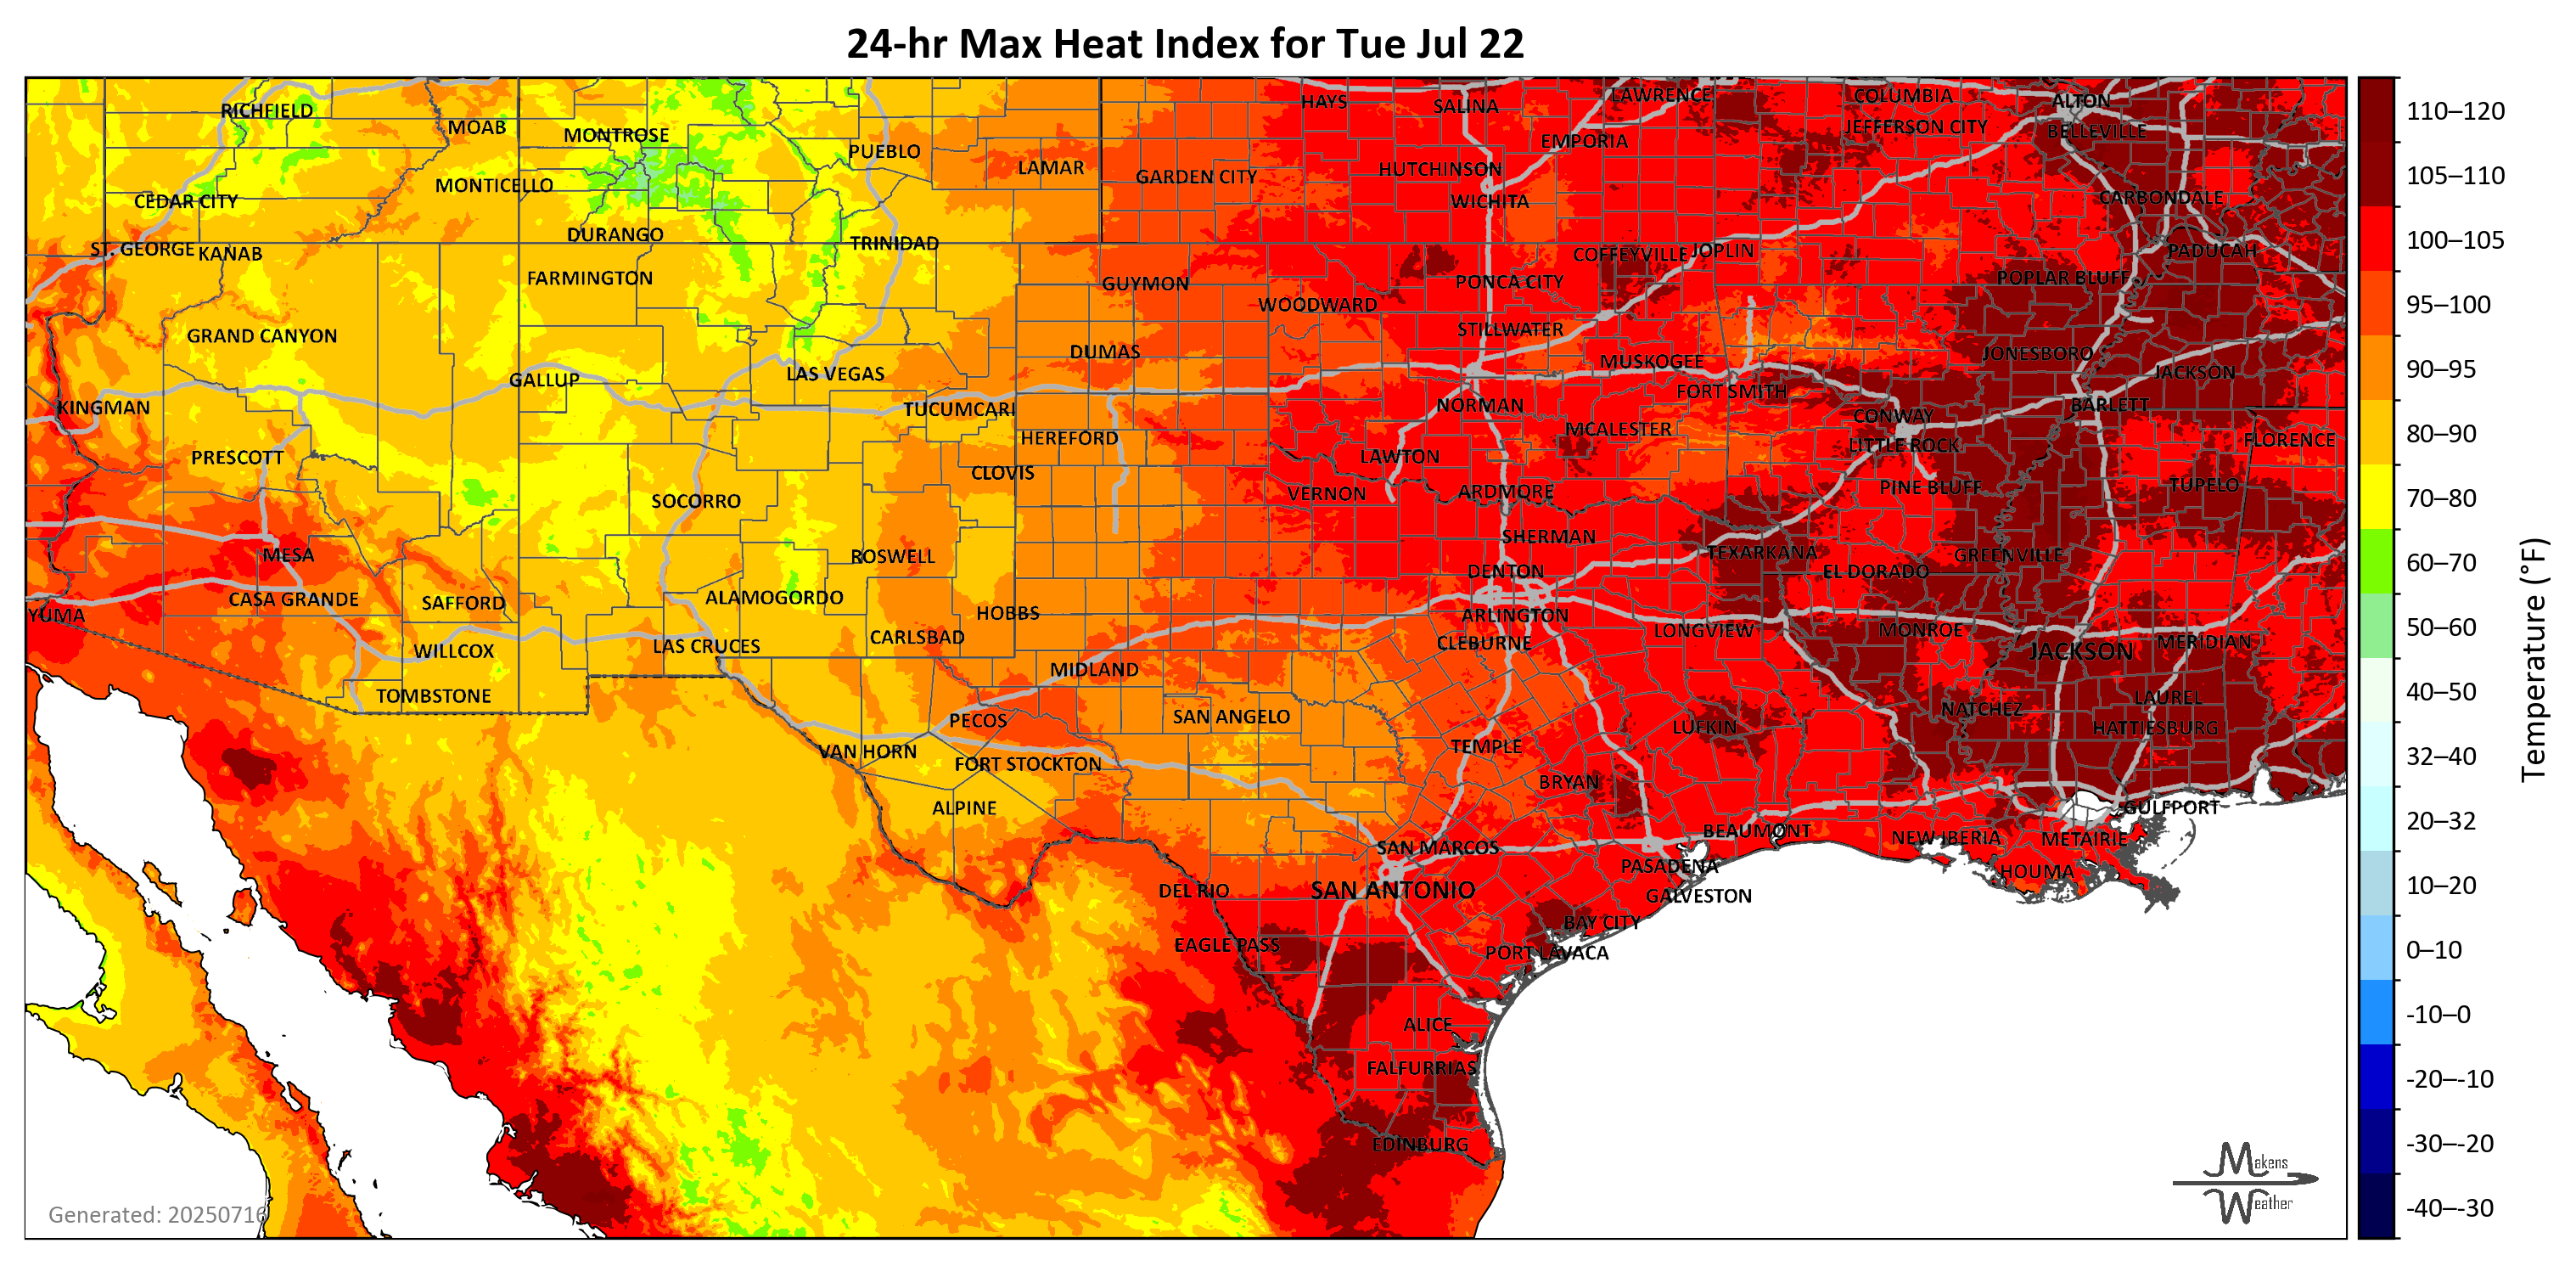 24-hr Max Heat Index for Tue Jul 22
RICHFIELD
MOAB
MONTROSE
PUEBLO
LAMAR
GARDEN CITY
HAYS
SALINA
LAWRENCE
EMPORIA
HUTCHINSON
WICHITA
COLUMBIA
JEFFERSON CITY
ALTON
BELLEVILLE
CEDAR CITY
MONTICELLO
CARBONDALE
ST. GEORGE
KANAB
DURANGO
TRINIDAD
FARMINGTON
GUYMON
WOODWARD
PONCA CITY
COFFEYVILLE
JOPLIN
POPLAR BLUFF
PADUCAH
GRAND CANYON
DUMAS
STILLWATER
MUSKOGEE
JONESBORO
JACKSON
KINGMAN
GALLUP
LAS VEGAS
TUCUMCARI
HEREFORD
NORMAN
FORT SMITH
CONWAY
BARLETT
PRESCOTT
CLOVIS
LAWTON
MCALESTER
LITTLE ROCK
FLORENCE
SOCORRO
VERNON
ARDMORE
PINE BLUFF
TUPELO
MESA
ROSWELL
SHERMAN
TEXARKANA
GREENVILLE
DENTON
EL DORADO
YUMA
CASA GRANDE
SAFFORD
ALAMOGORDO
HOBBS
ARLINGTON
CLEBURNE
LONGVIEW
MONROE
JACKSON
MERIDIAN
WILLCOX
LAS CRUCES
CARLSBAD
MIDLAND
TOMBSTONE
PECOS
SAN ANGELO
LUFKIN
NATCHEZ
LAUREL
HATTIESBURG
VAN HORN
FORT STOCKTON
TEMPLE
BRYAN
ALPINE
BEAUMONT
NEW IBERIA
METAIRIE
GULFPORT
SAN MARCOS
PASADENA
HOUMA
DEL RIO
SAN ANTONIO
GALVESTON
EAGLE PASS
BAY CITY
PORT LAVACA
ALICE
FALFURRIAS
EDINBURG
Generated: 20250716
Makens
Weather
110–120
105–110
100–105
95–100
90–95
80–90
70–80
60–70
50–60
40–50
32–40
20–32
10–20
0–10
-10–0
-20–-10
-30–-20
-40–-30
Temperature (°F)